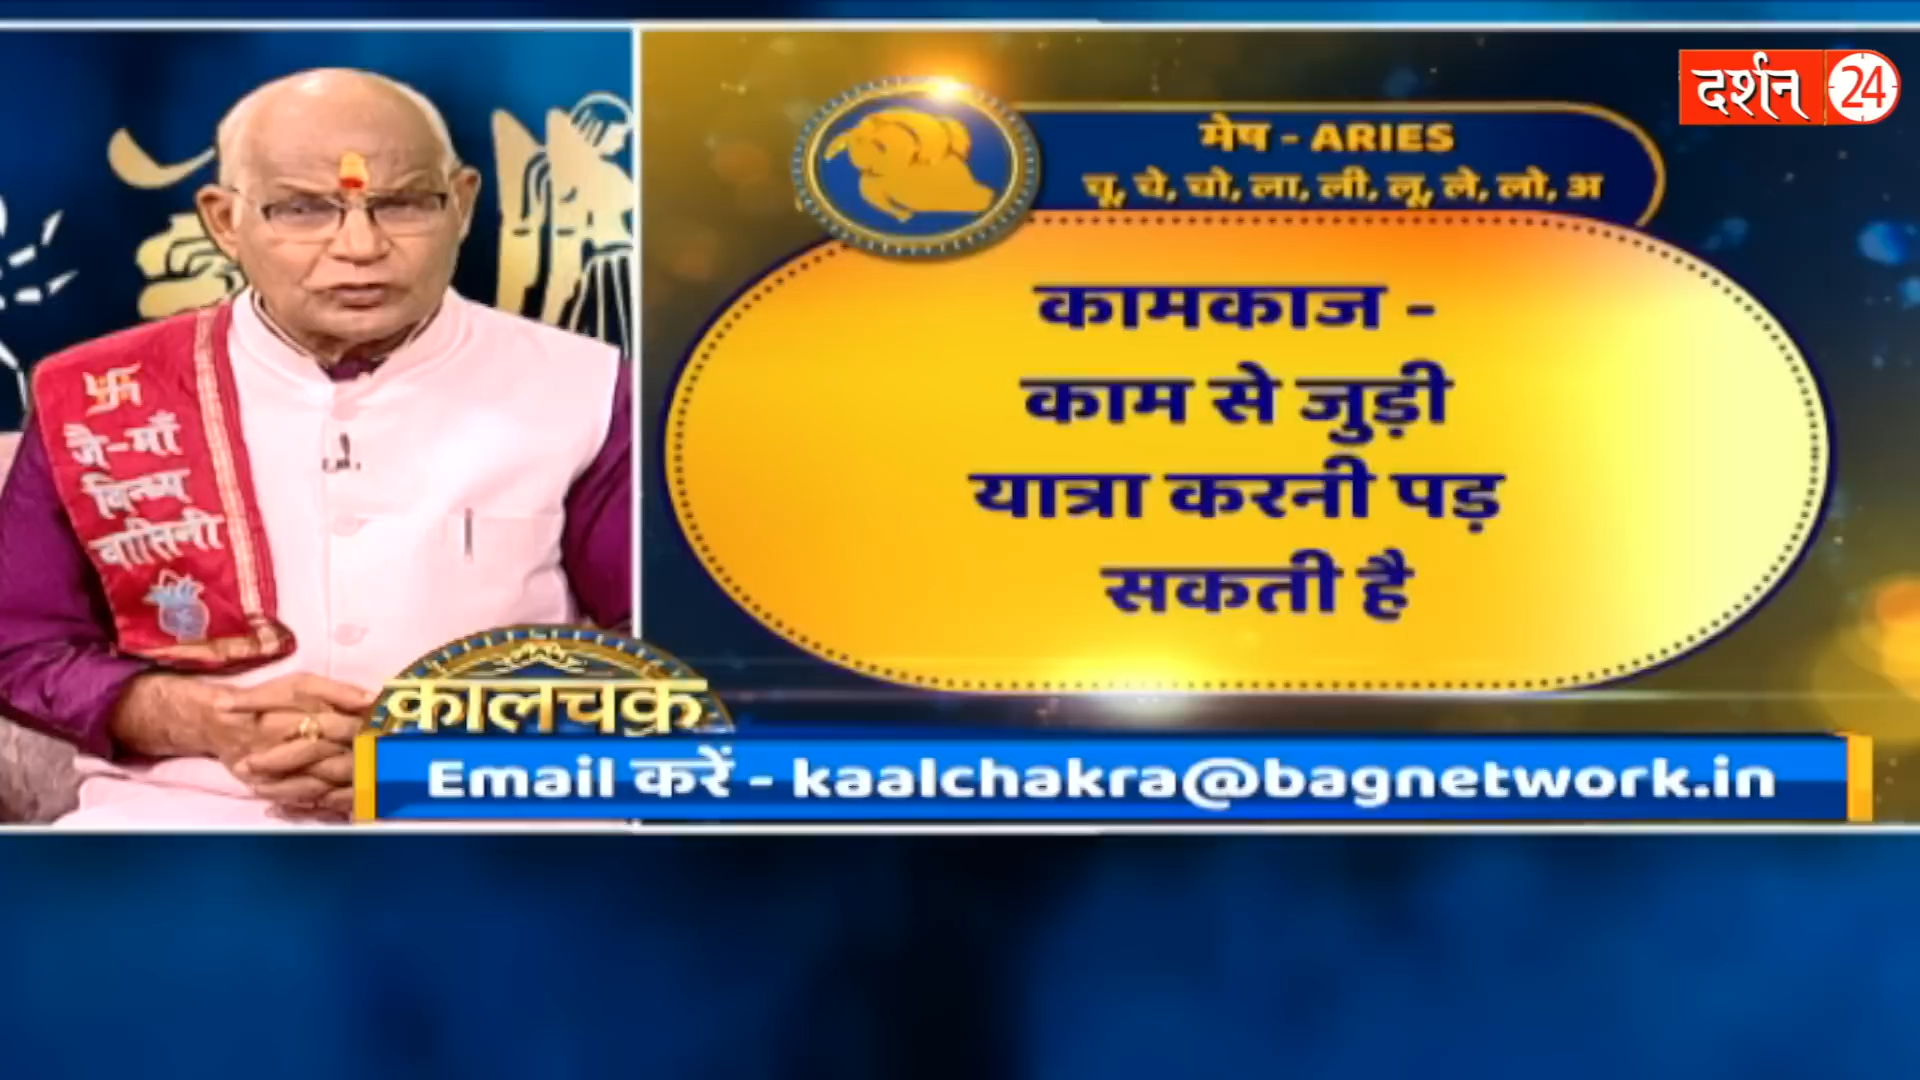 दर्शन 24
मेष - ARIES
चू, चे, चो, ला, ली, लू, ले, लो, अ
कामकाज -
काम से जुड़ी
यात्रा करनी पड़
सकती है
जै-माँ
विन्ध्य
वासिनी
कालचक्र
Email करें - kaalchakra@bagnetwork.in